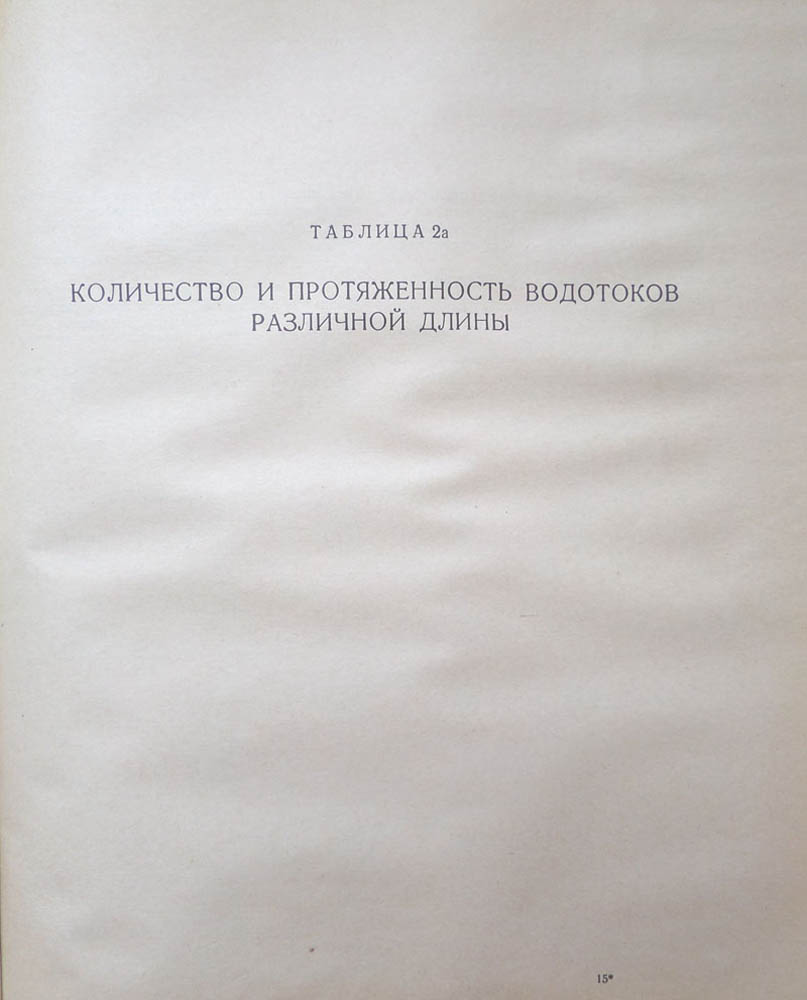 ТАБЛИЦА 2а
КОЛИЧЕСТВО И ПРОТЯЖЕННОСТЬ ВОДОТОКОВ
РАЗЛИЧНОЙ ДЛИНЫ
15*